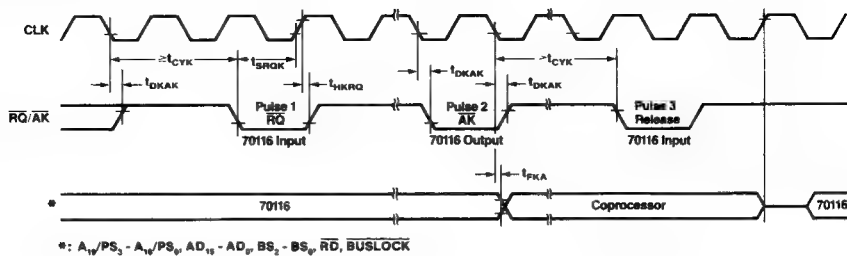 CLK
≥tCYK
tSRQK
>tCYK
tDKAK
tHKRQ
tDKAK
tDKAK
RQ/AK
Pulse 1
RQ
Pulse 2
AK
Pulse 3
Release
70116 Input
70116 Output
70116 Input
tFKA
*
70116
Coprocessor
70116
*: A19/PS3 - A16/PS0, AD15 - AD0, BS2 - BS0, RD, BUSLOCK